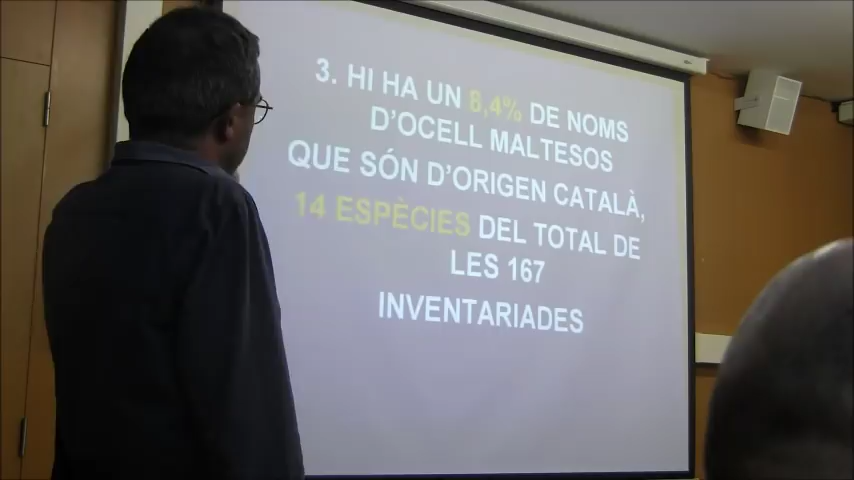 3. HI HA UN 8,4% DE NOMS
D'OCELL MALTESOS
QUE SÓN D'ORIGEN CATALÀ,
14 ESPÈCIES DEL TOTAL DE
LES 167
INVENTARIADES